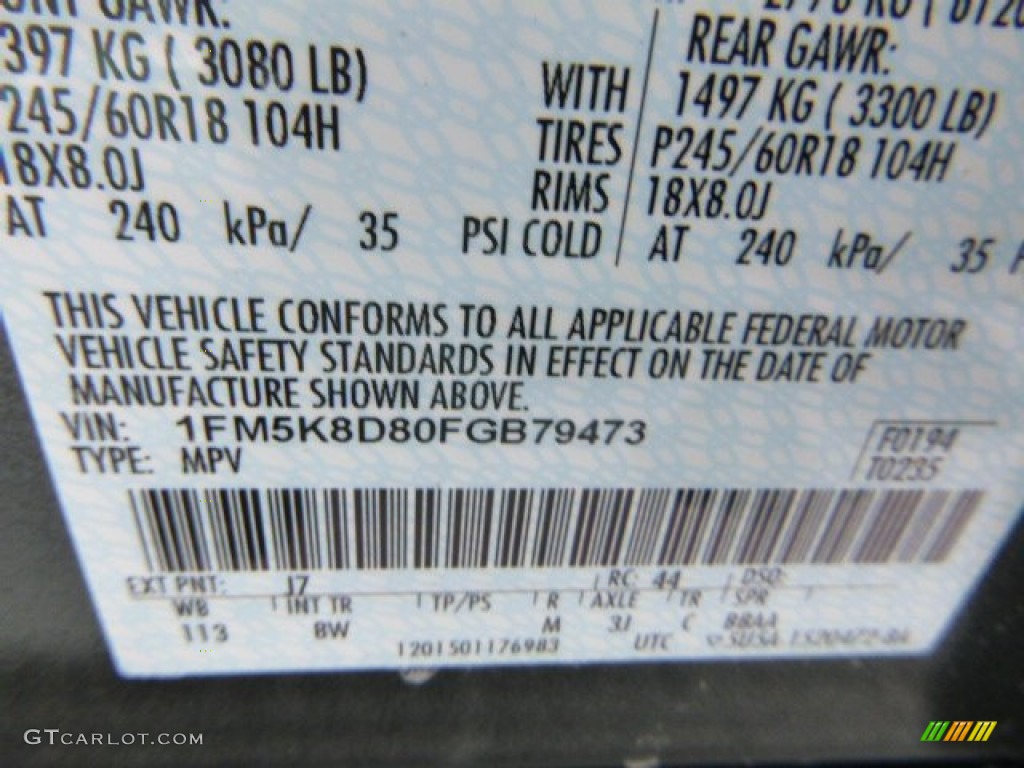 GAWR:
397 KG ( 3080 LB)
245/60R18 104H
18X8.0J
AT 240 kPa/ 35 PSI COLD
WITH
TIRES
RIMS
REAR GAWR:
1497 KG ( 3300 LB)
P245/60R18 104H
18X8.0J
AT 240 kPa/ 35
THIS VEHICLE CONFORMS TO ALL APPLICABLE FEDERAL MOTOR
VEHICLE SAFETY STANDARDS IN EFFECT ON THE DATE OF
MANUFACTURE SHOWN ABOVE.
VIN: 1FM5K8D80FGB79473
TYPE: MPV
F0194
T0235
EXT PNT: J7 RC: 44 DSO:
WB INT TR TP/PS R AXLE TR SPR
113 8W M 3J C BBAA
1201501176983 UTC
GTCARLOT.COM